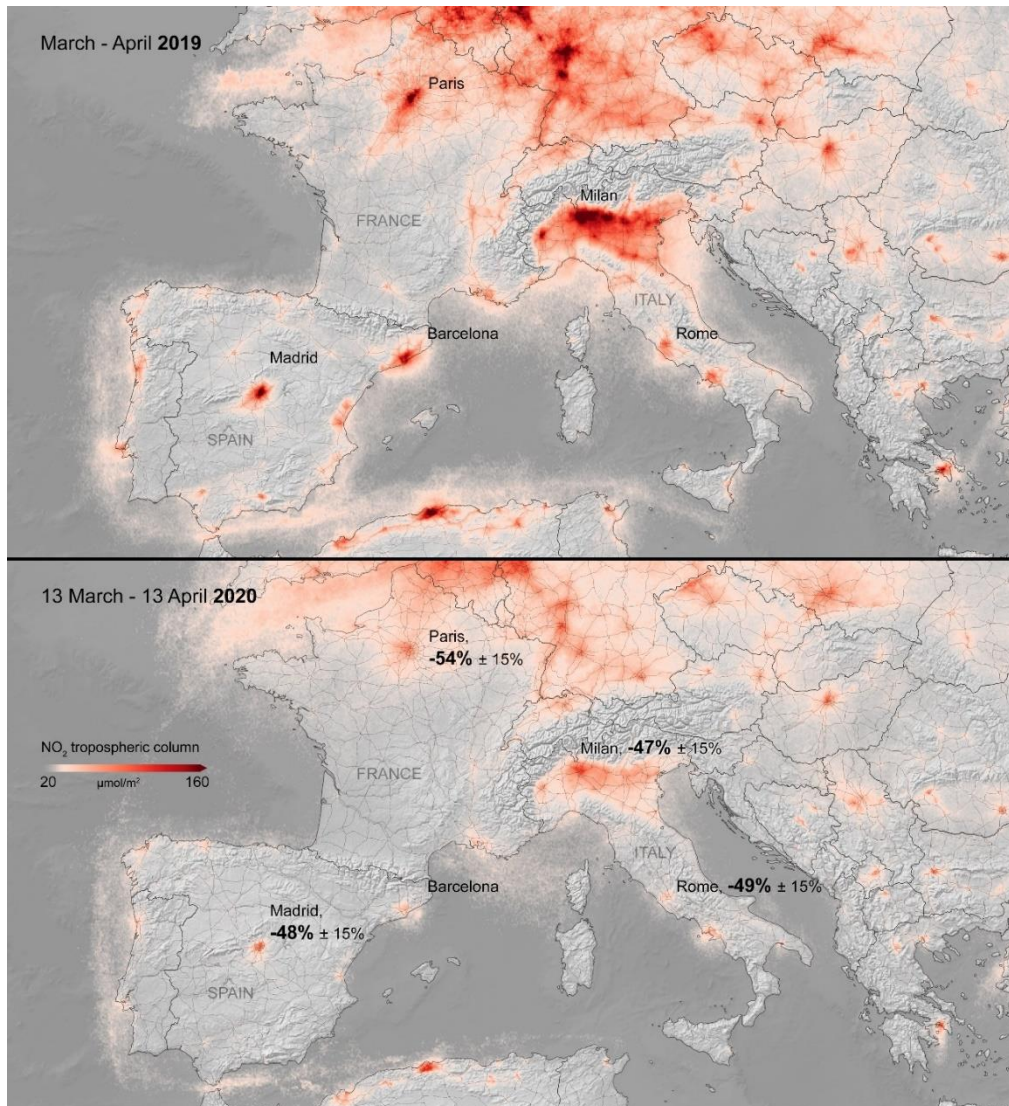 March - April 2019
Paris
FRANCE
Milan
ITALY
Barcelona
Rome
Madrid
SPAIN
13 March - 13 April 2020
Paris,
-54% ± 15%
NO₂ tropospheric column
20 µmol/m² 160
Milan, -47% ± 15%
FRANCE
ITALY
Barcelona
Rome, -49% ± 15%
Madrid,
-48% ± 15%
SPAIN